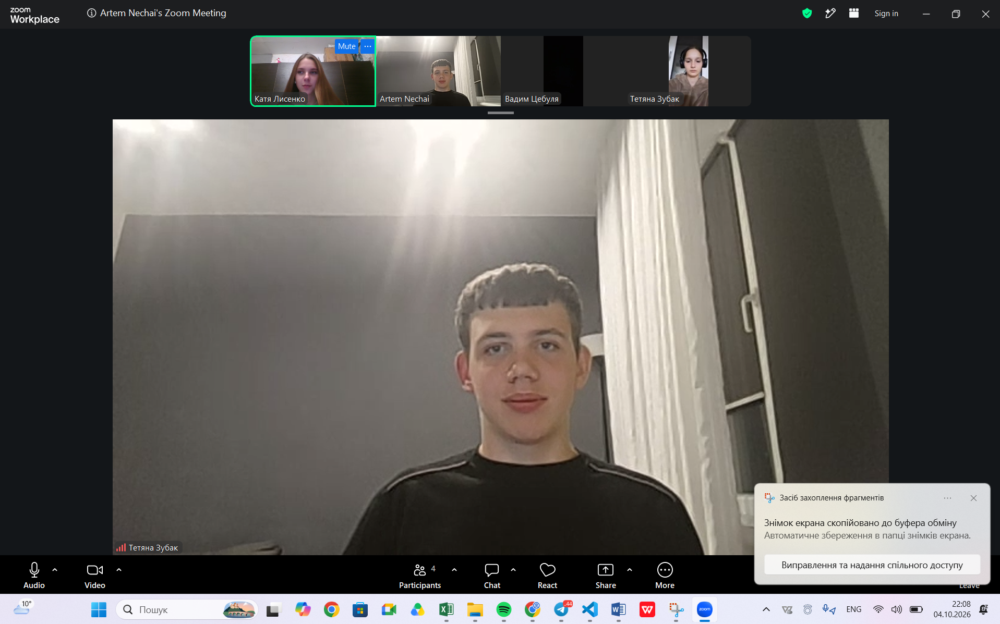 zoom
Workplace
Artem Nechai's Zoom Meeting
Sign in
Mute
Катя Лисенко
Artem Nechai
Вадим Цебуля
Тетяна Зубак
Тетяна Зубак
Засіб захоплення фрагментів
Знімок екрана скопійовано до буфера обміну
Автоматичне збереження в папці знімків екрана.
Виправлення та надання спільного доступу
Audio
Video
4
Participants
Chat
React
Share
More
Leave
10°
Пошук
.44
zoom
ENG
22:08
04.10.2026